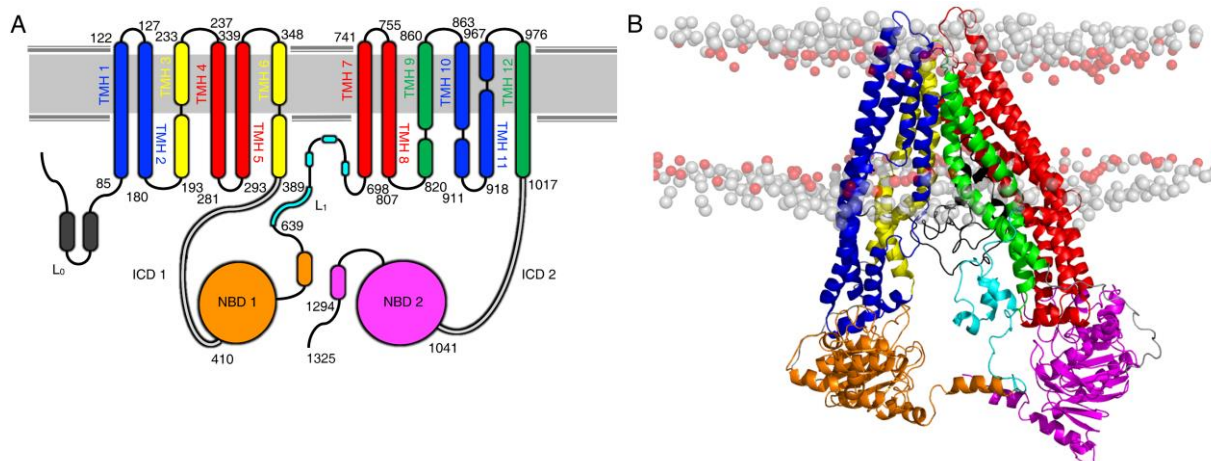 A
B
122
127
233
237
339
348
741
755
860
863
967
976
TMH 1
TMH 2
TMH 3
TMH 4
TMH 5
TMH 6
TMH 7
TMH 8
TMH 9
TMH 10
TMH 11
TMH 12
85
180
193
281
293
389
698
807
820
911
918
1017
L0
L1
639
ICD 1
ICD 2
NBD 1
NBD 2
410
1294
1325
1041